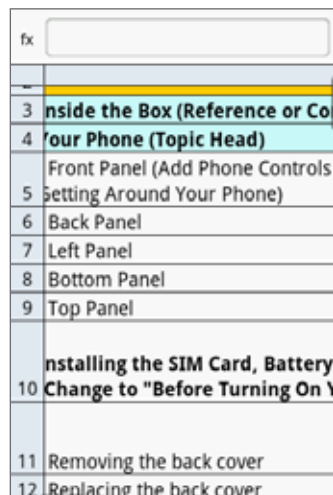 fx
3 nside the Box (Reference or Co
4 Your Phone (Topic Head)
Front Panel (Add Phone Controls
5 Getting Around Your Phone)
6 Back Panel
7 Left Panel
8 Bottom Panel
9 Top Panel
nstalling the SIM Card, Battery
10 Change to "Before Turning On Y
11 Removing the back cover
12 Replacing the back cover